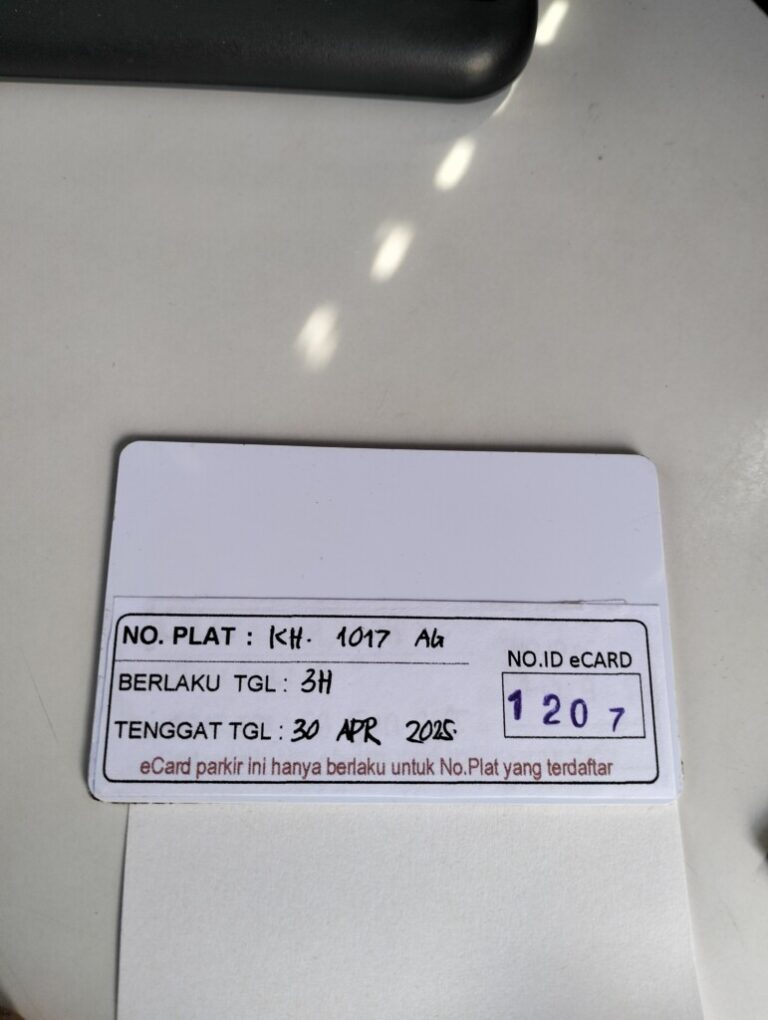 NO. PLAT : KH. 1017 AG
NO.ID eCARD
BERLAKU TGL : 3H
1207
TENGGAT TGL : 30 APR 2025.
eCard parkir ini hanya berlaku untuk No.Plat yang terdaftar